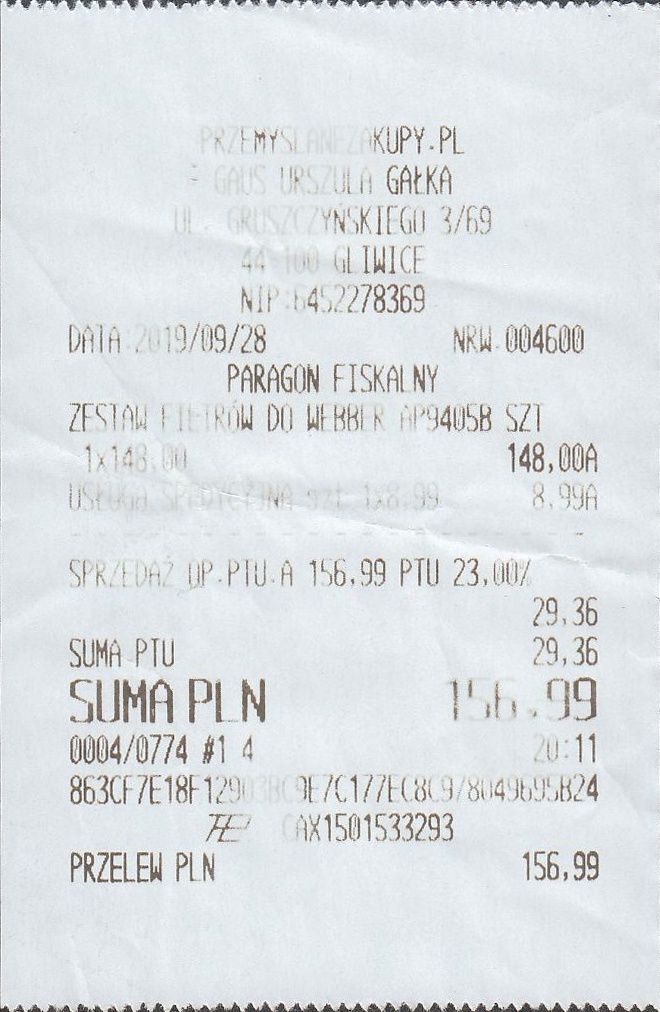 PRZEMYSLANEZAKUPY.PL
GAUS URSZULA GAŁKA
UL. GRUSZCZYŃSKIEGO 3/69
44-100 GLIWICE
NIP:6452278369
DATA:2019/09/28 NRW.004600
PARAGON FISKALNY
ZESTAW FILTRÓW DO WEBBER AP9405B SZT
1x148,00 148,00A
USŁUGA SPEDYCYJNA szt 1x8,99 8,99A
SPRZEDAŻ OP.PTU.A 156,99 PTU 23,00%
29,36
SUMA PTU 29,36
SUMA PLN 156,99
0004/0774 #1 4 20:11
CAX1501533293
PRZELEW PLN 156,99